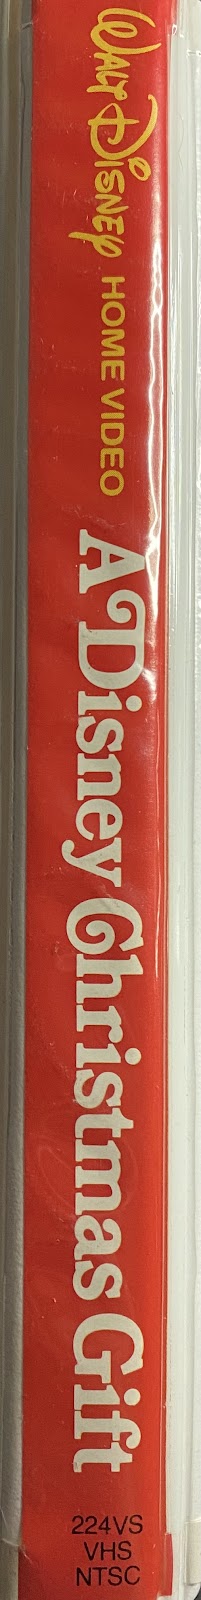 Walt Disney HOME VIDEO
A Disney Christmas Gift
224VS
VHS
NTSC